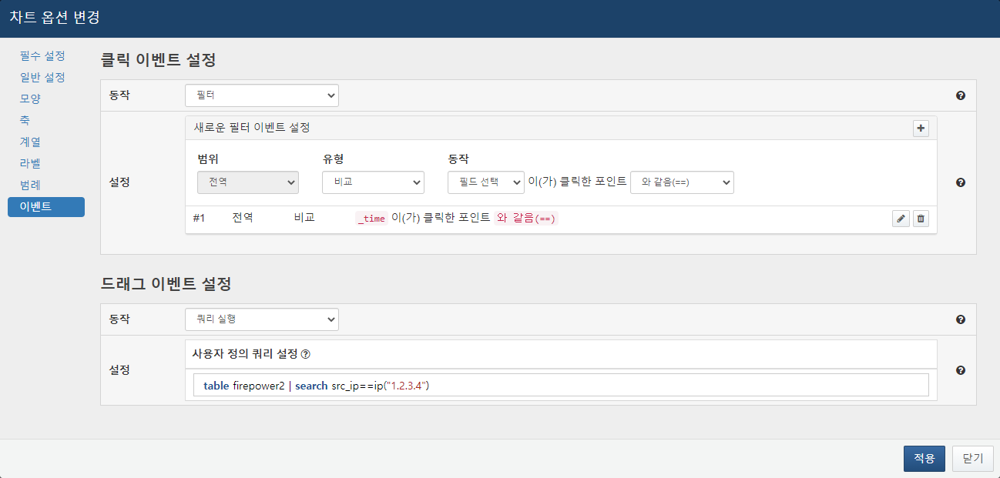 차트 옵션 변경
필수 설정
일반 설정
모양
축
계열
라벨
범례
이벤트
클릭 이벤트 설정
동작 필터
설정
새로운 필터 이벤트 설정
범위 유형 동작
전역 비교 필드 선택 이(가) 클릭한 포인트 와 같음(==)
#1 전역 비교 _time 이(가) 클릭한 포인트 와 같음(==)
드래그 이벤트 설정
동작 쿼리 실행
설정
사용자 정의 쿼리 설정
table firepower2 | search src_ip==ip("1.2.3.4")
적용 닫기